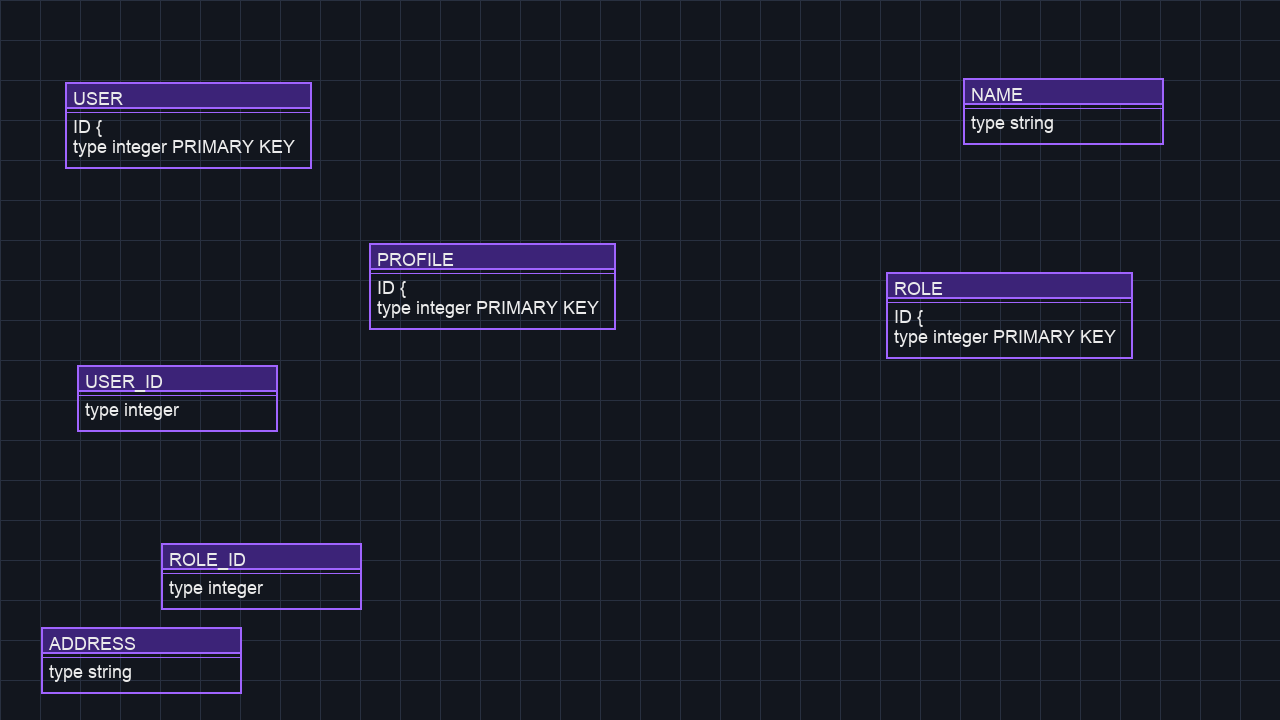 USER
ID {
type integer PRIMARY KEY
NAME
type string
PROFILE
ID {
type integer PRIMARY KEY
ROLE
ID {
type integer PRIMARY KEY
USER_ID
type integer
ROLE_ID
type integer
ADDRESS
type string